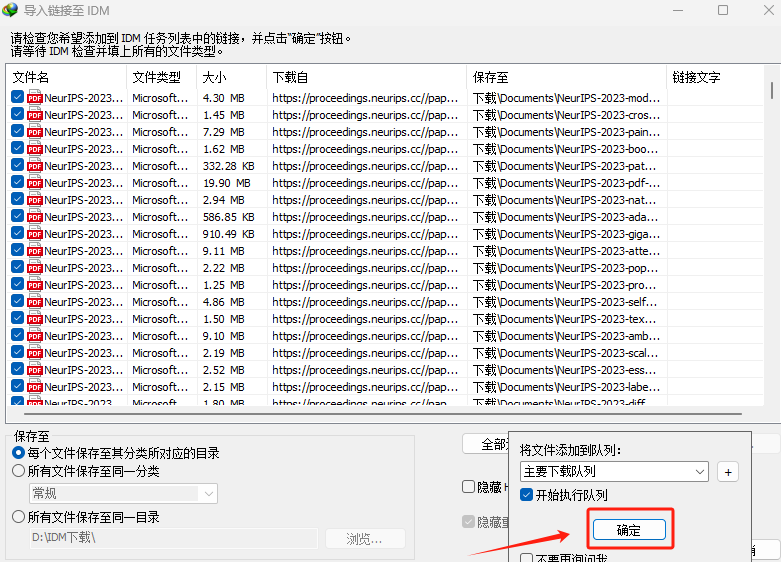 导入链接至 IDM
请检查您希望添加到 IDM 任务列表中的链接，并点击"确定"按钮。
请等待 IDM 检查并填上所有的文件类型。
文件名 文件类型 大小 下载自 保存至 链接文字
PDF NeurIPS-2023... Microsoft... 4.30 MB https://proceedings.neurips.cc//pap... 下载\Documents\NeurIPS-2023-mod...
PDF NeurIPS-2023... Microsoft... 1.45 MB https://proceedings.neurips.cc//pap... 下载\Documents\NeurIPS-2023-cros...
PDF NeurIPS-2023... Microsoft... 7.29 MB https://proceedings.neurips.cc//pap... 下载\Documents\NeurIPS-2023-pain...
PDF NeurIPS-2023... Microsoft... 1.62 MB https://proceedings.neurips.cc//pap... 下载\Documents\NeurIPS-2023-boo...
PDF NeurIPS-2023... Microsoft... 332.28 KB https://proceedings.neurips.cc//pap... 下载\Documents\NeurIPS-2023-pat...
PDF NeurIPS-2023... Microsoft... 19.90 MB https://proceedings.neurips.cc//pap... 下载\Documents\NeurIPS-2023-pdf-...
PDF NeurIPS-2023... Microsoft... 2.94 MB https://proceedings.neurips.cc//pap... 下载\Documents\NeurIPS-2023-nat...
PDF NeurIPS-2023... Microsoft... 586.85 KB https://proceedings.neurips.cc//pap... 下载\Documents\NeurIPS-2023-ada...
PDF NeurIPS-2023... Microsoft... 910.49 KB https://proceedings.neurips.cc//pap... 下载\Documents\NeurIPS-2023-giga...
PDF NeurIPS-2023... Microsoft... 9.11 MB https://proceedings.neurips.cc//pap... 下载\Documents\NeurIPS-2023-atte...
PDF NeurIPS-2023... Microsoft... 2.22 MB https://proceedings.neurips.cc//pap... 下载\Documents\NeurIPS-2023-pop...
PDF NeurIPS-2023... Microsoft... 1.25 MB https://proceedings.neurips.cc//pap... 下载\Documents\NeurIPS-2023-pro...
PDF NeurIPS-2023... Microsoft... 4.86 MB https://proceedings.neurips.cc//pap... 下载\Documents\NeurIPS-2023-self...
PDF NeurIPS-2023... Microsoft... 1.50 MB https://proceedings.neurips.cc//pap... 下载\Documents\NeurIPS-2023-tex...
PDF NeurIPS-2023... Microsoft... 9.10 MB https://proceedings.neurips.cc//pap... 下载\Documents\NeurIPS-2023-amb...
PDF NeurIPS-2023... Microsoft... 2.19 MB https://proceedings.neurips.cc//pap... 下载\Documents\NeurIPS-2023-scal...
PDF NeurIPS-2023... Microsoft... 2.52 MB https://proceedings.neurips.cc//pap... 下载\Documents\NeurIPS-2023-ess...
PDF NeurIPS-2023... Microsoft... 2.15 MB https://proceedings.neurips.cc//pap... 下载\Documents\NeurIPS-2023-labe...
PDF NeurIPS-2023... Microsoft... 1.80 MB https://proceedings.neurips.cc//pap... 下载\Documents\NeurIPS-2023-diff...
保存至
每个文件保存至其分类所对应的目录
所有文件保存至同一分类
常规
所有文件保存至同一目录
D:\IDM下载\
浏览...
全部
隐藏
隐藏
将文件添加到队列:
主要下载队列
+
开始执行队列
确定
不要再询问我